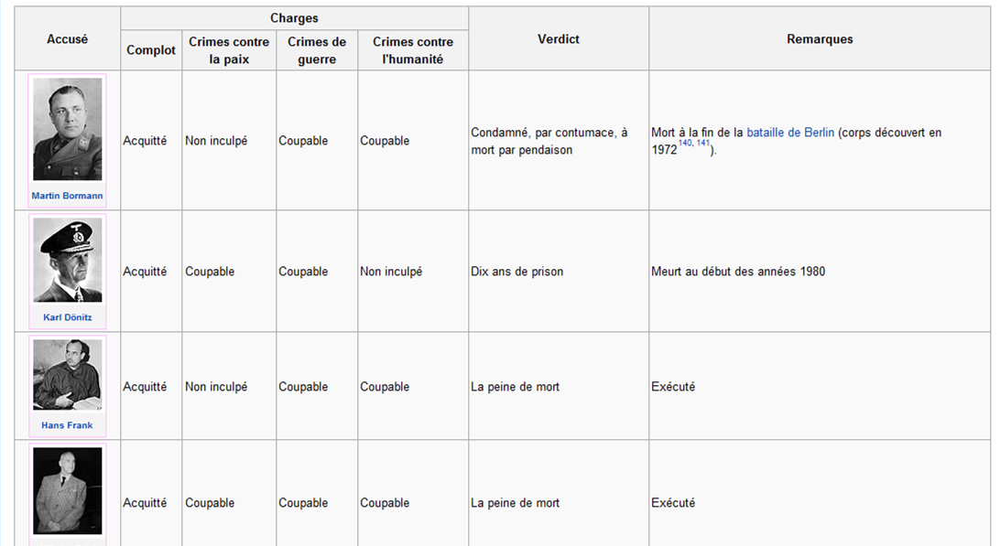 Accusé
Charges
Verdict
Remarques
Complot
Crimes contre
la paix
Crimes de
guerre
Crimes contre
l'humanité
Martin Bormann
Acquitté
Non inculpé
Coupable
Coupable
Condamné, par contumace, à
mort par pendaison
Mort à la fin de la bataille de Berlin (corps découvert en
1972140, 141).
Karl Dönitz
Acquitté
Coupable
Coupable
Non inculpé
Dix ans de prison
Meurt au début des années 1980
Hans Frank
Acquitté
Non inculpé
Coupable
Coupable
La peine de mort
Exécuté
Acquitté
Coupable
Coupable
Coupable
La peine de mort
Exécuté